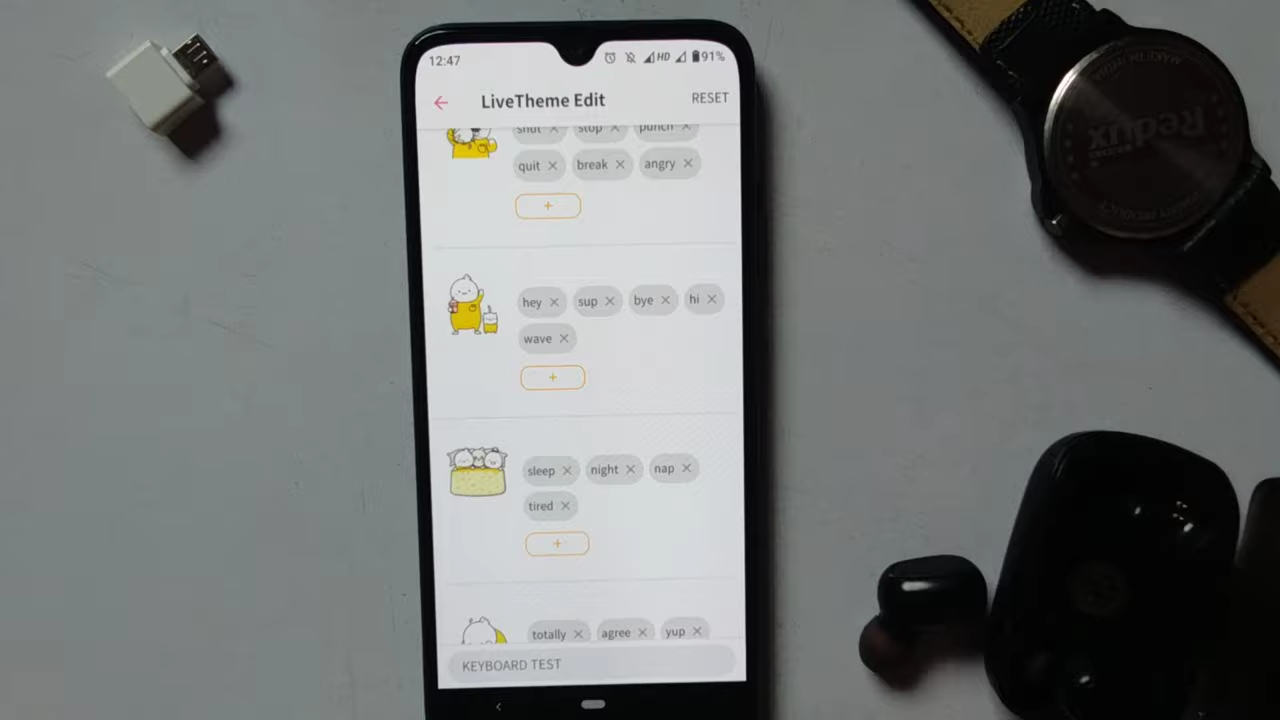 12:47 HD 91%
LiveTheme Edit RESET
shut × stop × punch ×
quit × break × angry ×
+
hey × sup × bye × hi ×
wave ×
+
sleep × night × nap ×
tired ×
+
totally × agree × yup ×
KEYBOARD TEST
Redux